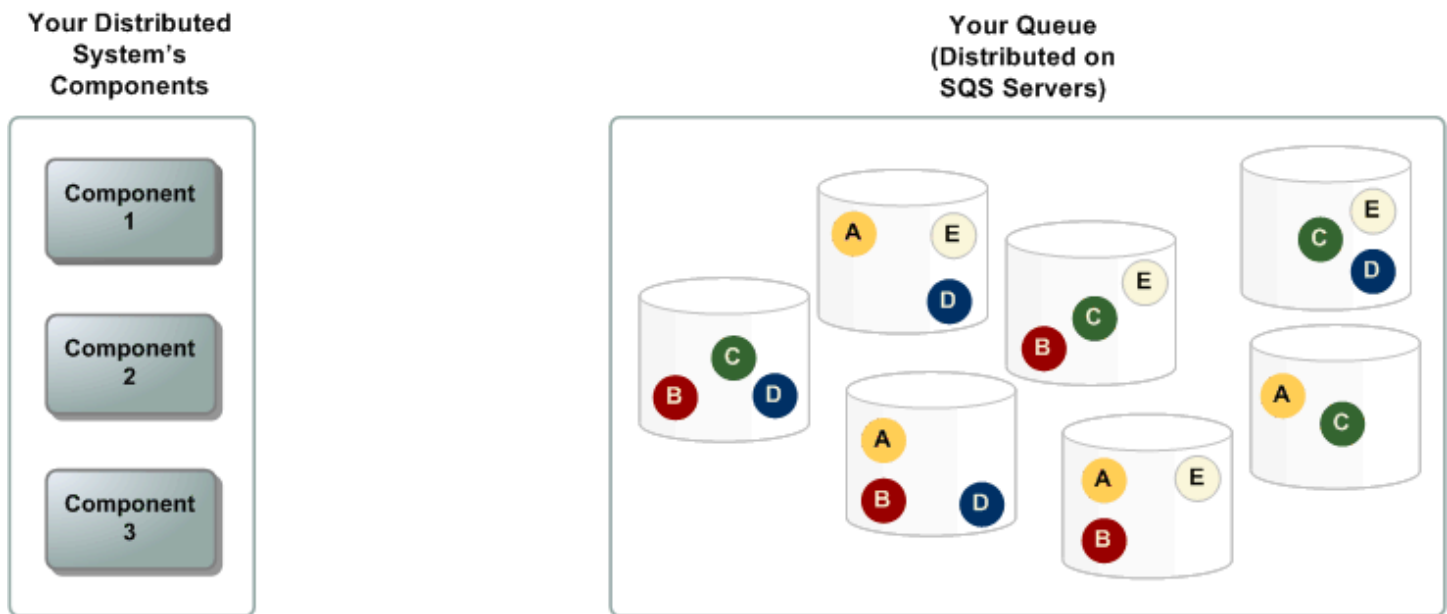 Your Distributed
System's
Components
Component
1
Component
2
Component
3
Your Queue
(Distributed on
SQS Servers)
C
B
D
A
E
D
E
C
B
E
C
D
A
B
D
A
E
B
A
C